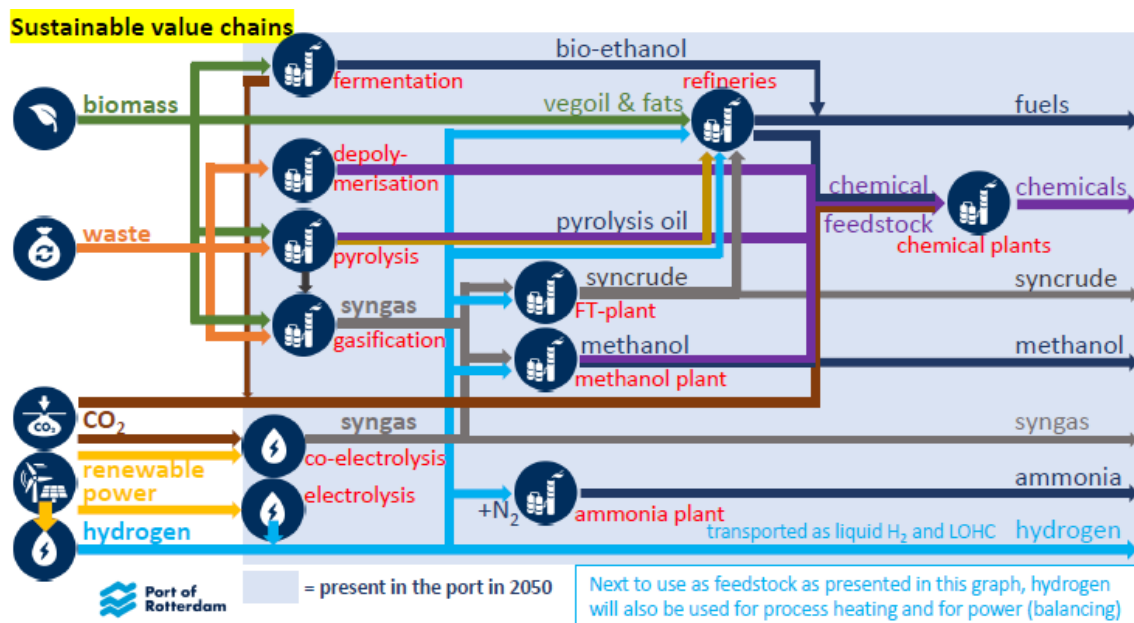 Sustainable value chains
bio-ethanol
fermentation
refineries
biomass
vegoil & fats
fuels
depoly-
merisation
chemical
feedstock
chemicals
waste
pyrolysis oil
pyrolysis
chemical plants
syngas
gasification
syncrude
FT-plant
syncrude
methanol
methanol plant
methanol
CO2
CO₂
syngas
co-electrolysis
syngas
renewable
power
electrolysis
+N₂
ammonia plant
ammonia
hydrogen
transported as liquid H₂ and LOHC
hydrogen
Port of
Rotterdam
= present in the port in 2050
Next to use as feedstock as presented in this graph, hydrogen
will also be used for process heating and for power (balancing)